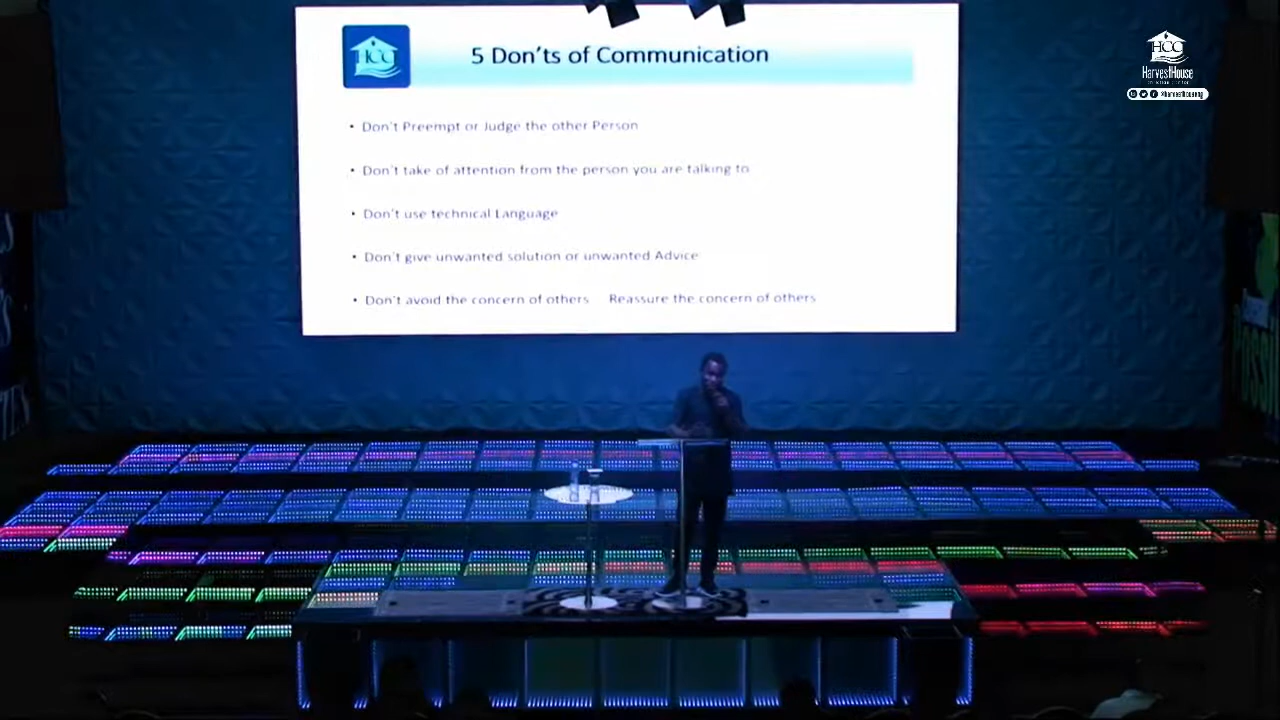 HCC
5 Don'ts of Communication
• Don't Preempt or Judge the other Person
• Don't take of attention from the person you are talking to
• Don't use technical Language
• Don't give unwanted solution or unwanted Advice
• Don't avoid the concern of others Reassure the concern of others
HCC
HarvestHouse